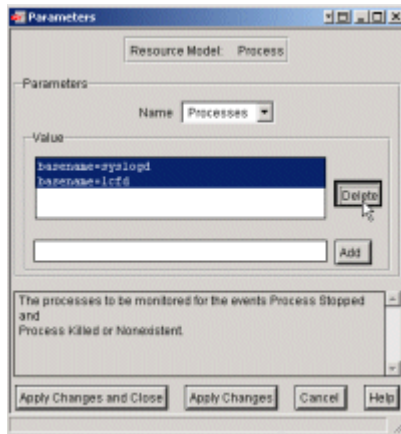 Parameters
Resource Model: Process
Parameters
Name Processes
Value
basename=syslogd
basename=lcfd
Delete
Add
The processes to be monitored for the events Process Stopped
and
Process Killed or Nonexistent.
Apply Changes and Close Apply Changes Cancel Help